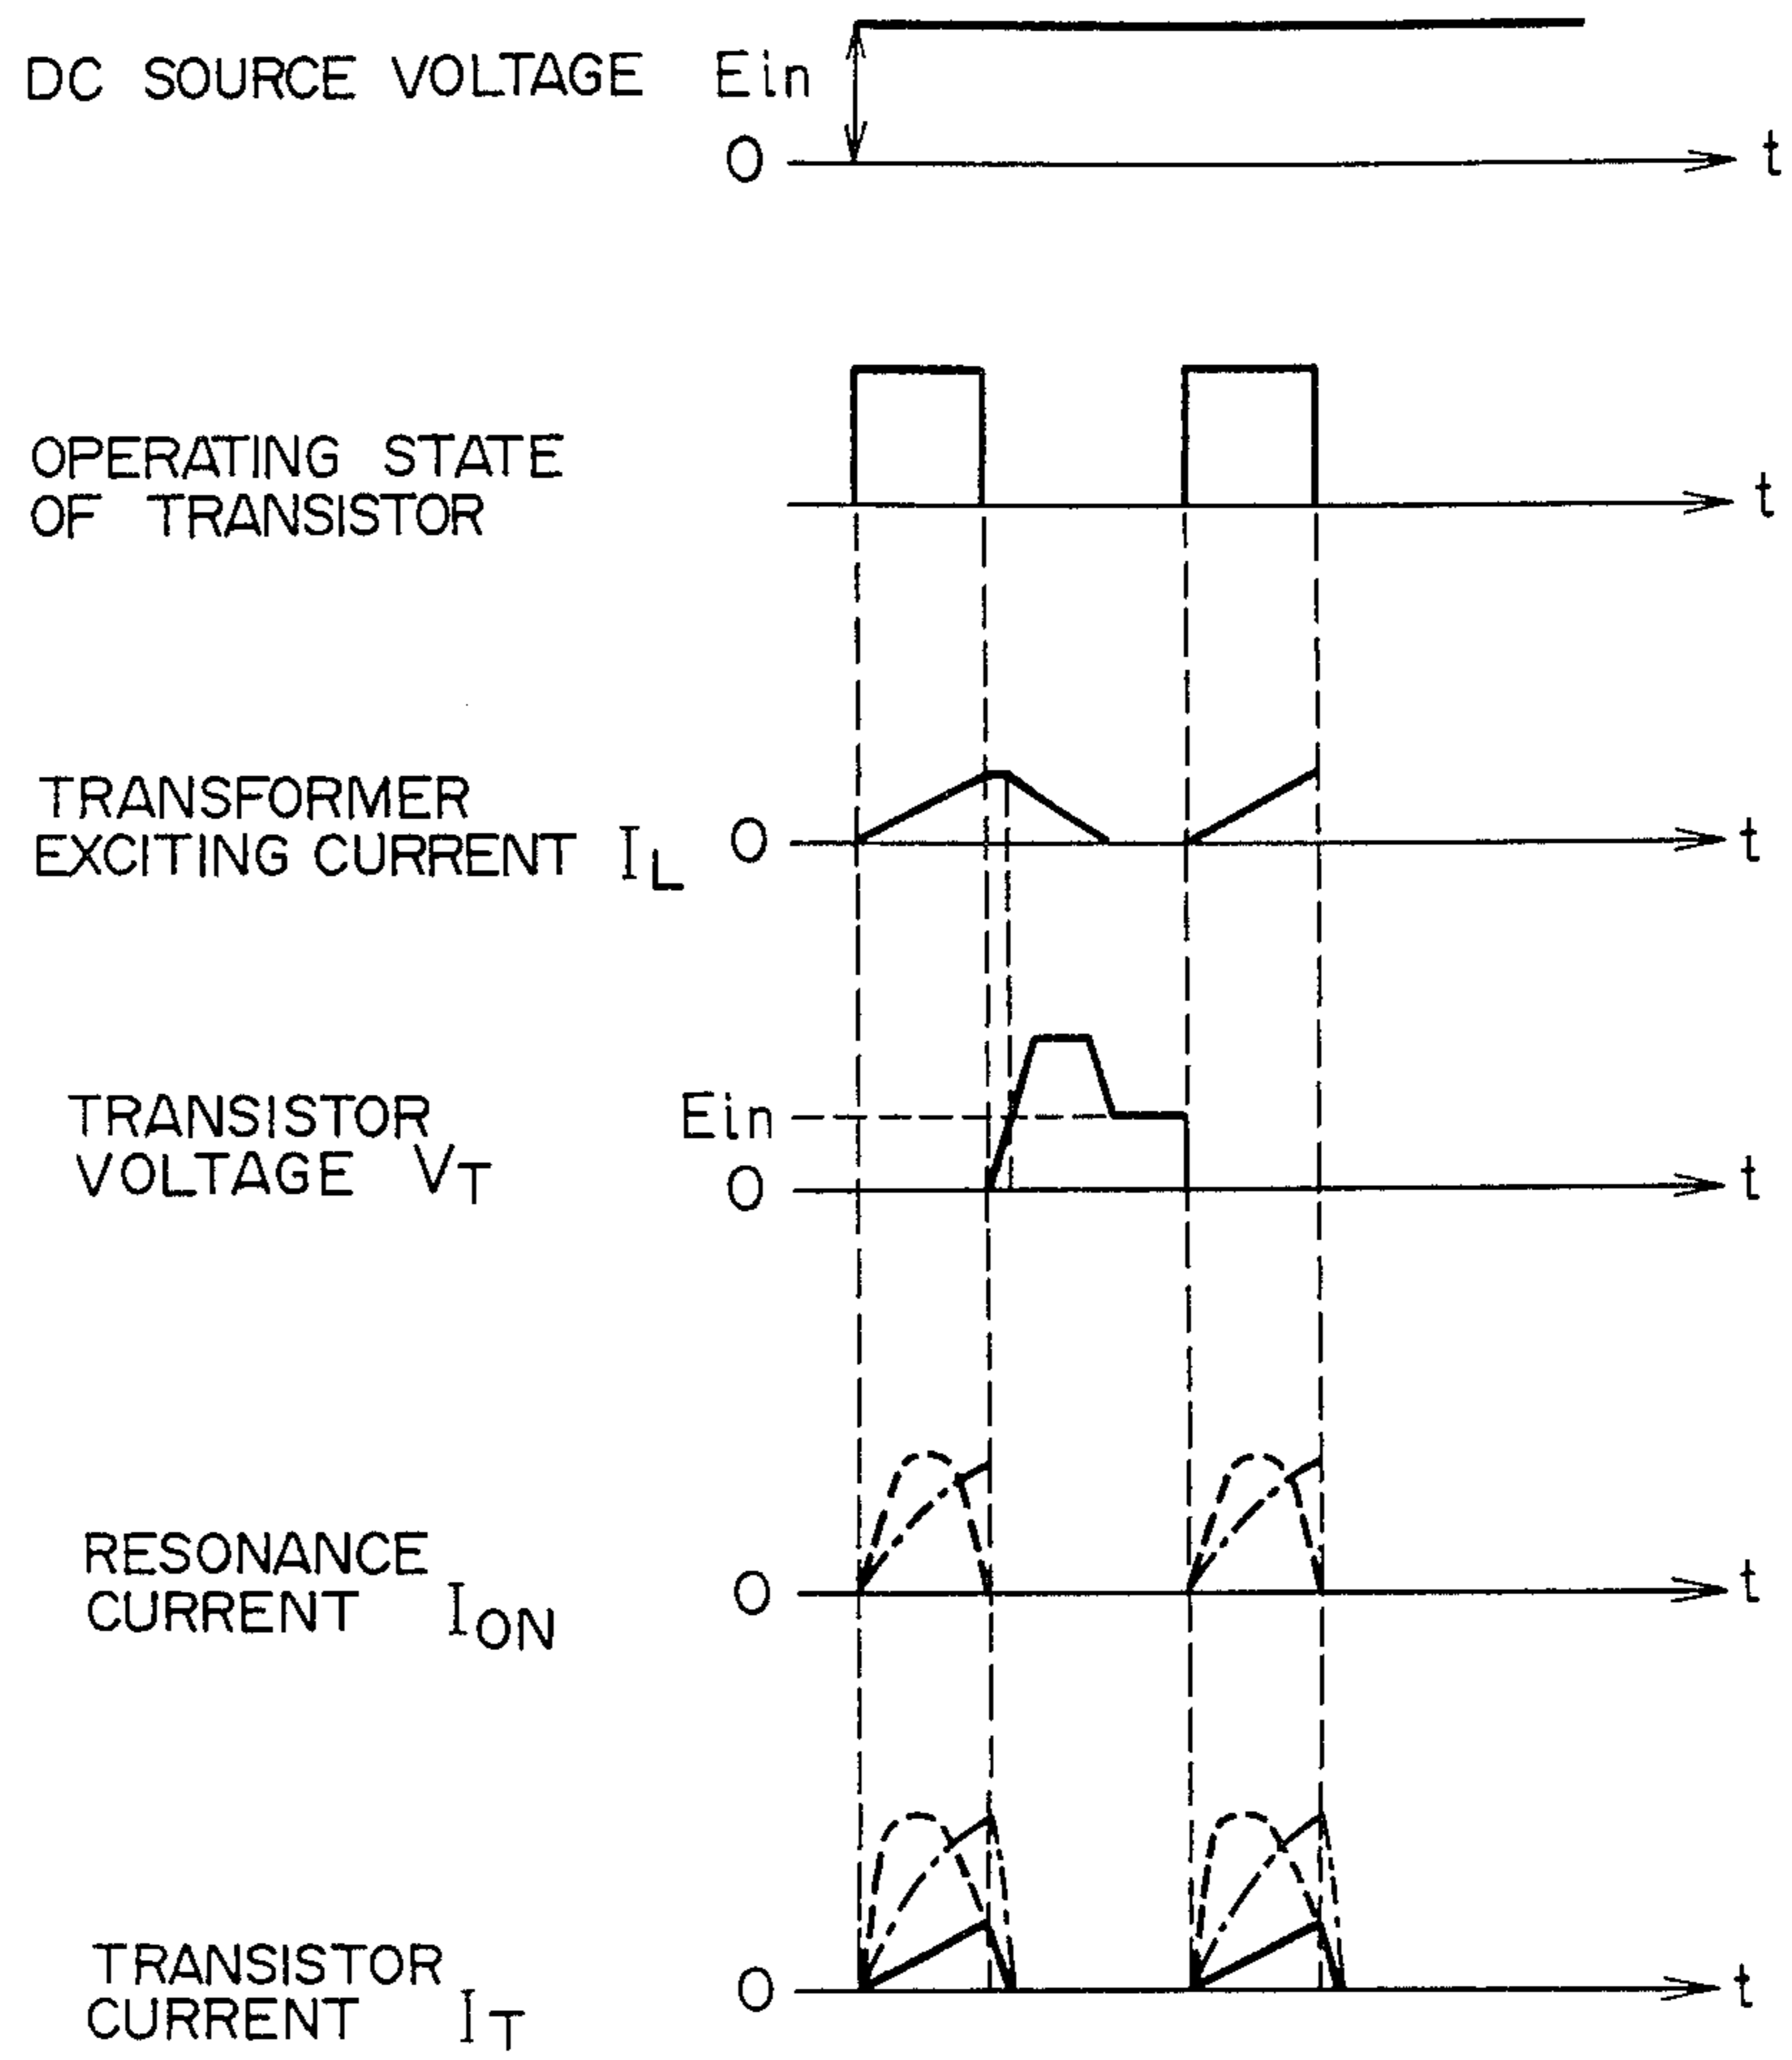 DC SOURCE VOLTAGE Ein
O t
OPERATING STATE
OF TRANSISTOR t
TRANSFORMER
EXCITING CURRENT IL O t
TRANSISTOR Ein
VOLTAGE VT O t
RESONANCE
CURRENT ION O t
TRANSISTOR
CURRENT IT O t